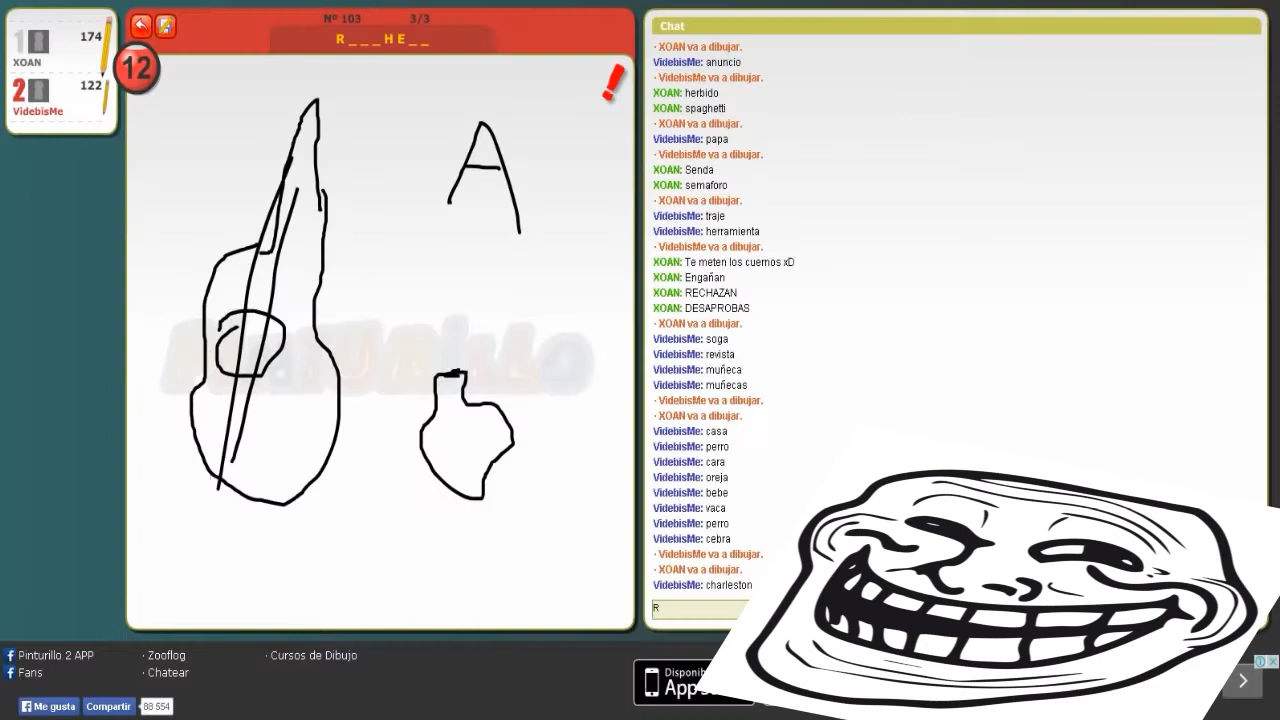 1
174
XOAN
2
122
VidebisMe
12
Nº 103 3/3
R _ _ _ H E _ _
A
Chat
· XOAN va a dibujar.
VidebisMe: anuncio
· VidebisMe va a dibujar.
XOAN: herbido
XOAN: spaghetti
· XOAN va a dibujar.
VidebisMe: papa
· VidebisMe va a dibujar.
XOAN: Senda
XOAN: semaforo
· XOAN va a dibujar.
VidebisMe: traje
VidebisMe: herramienta
· VidebisMe va a dibujar.
XOAN: Te meten los cuernos xD
XOAN: Engañan
XOAN: RECHAZAN
XOAN: DESAPROBAS
· XOAN va a dibujar.
VidebisMe: soga
VidebisMe: revista
VidebisMe: muñeca
VidebisMe: muñecas
· VidebisMe va a dibujar.
· XOAN va a dibujar.
VidebisMe: casa
VidebisMe: perro
VidebisMe: cara
VidebisMe: oreja
VidebisMe: bebe
VidebisMe: vaca
VidebisMe: perro
VidebisMe: cebra
· VidebisMe va a dibujar.
· XOAN va a dibujar.
VidebisMe: charleston
R
Pinturillo 2 APP · Zooflog · Cursos de Dibujo
Fans · Chatear
Me gusta Compartir 88 554